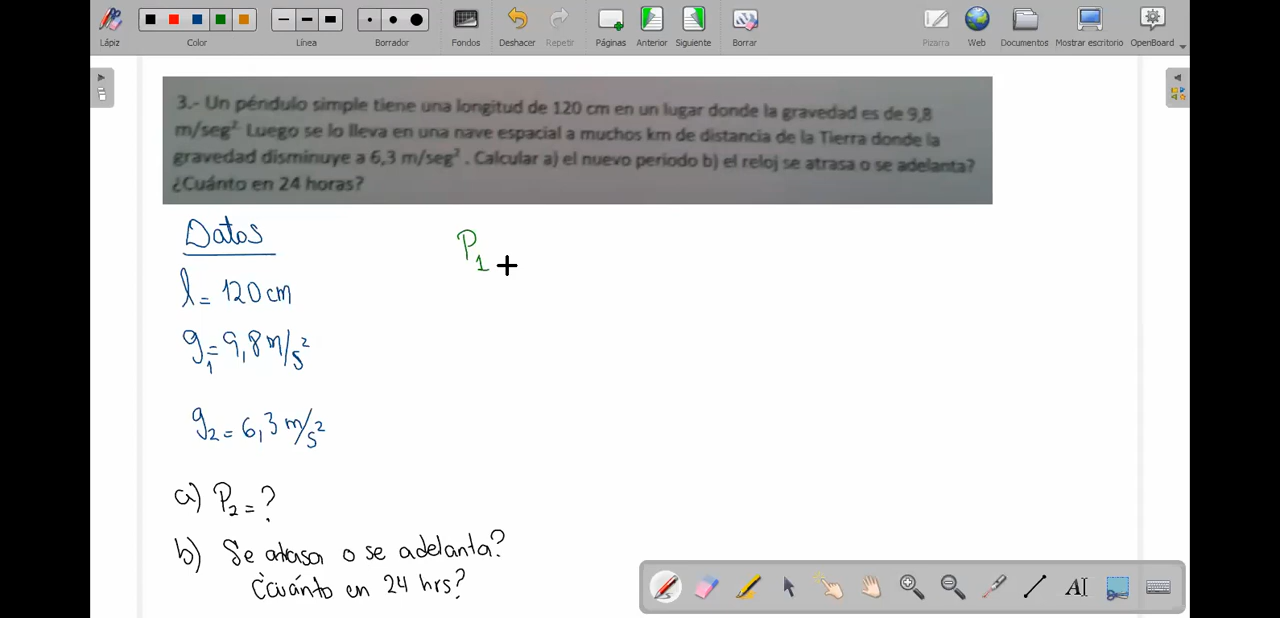 Lápiz Color Línea Borrador Fondos Deshacer Repetir Páginas Anterior Siguiente Borrar Pizarra Web Documentos Mostrar escritorio OpenBoard
3.- Un péndulo simple tiene una longitud de 120 cm en un lugar donde la gravedad es de 9,8
m/seg² Luego se lo lleva en una nave espacial a muchos km de distancia de la Tierra donde la
gravedad disminuye a 6,3 m/seg² . Calcular a) el nuevo periodo b) el reloj se atrasa o se adelanta?
¿Cuánto en 24 horas?
Datos
P₁
l = 120 cm
g₁ = 9,8 m/s²
g₂ = 6,3 m/s²
a) P₂ = ?
b) Se atrasa o se adelanta?
¿Cuánto en 24 hrs?
AI